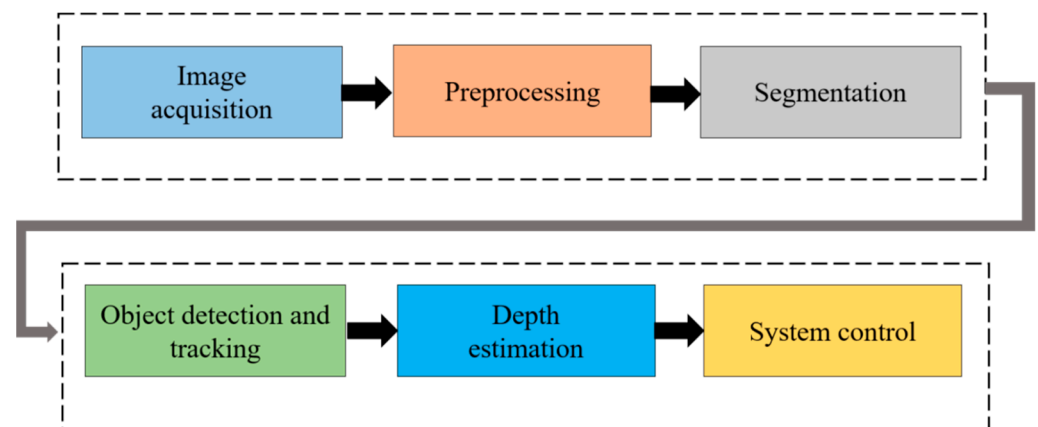 Image
acquisition
Preprocessing
Segmentation
Object detection and
tracking
Depth
estimation
System control